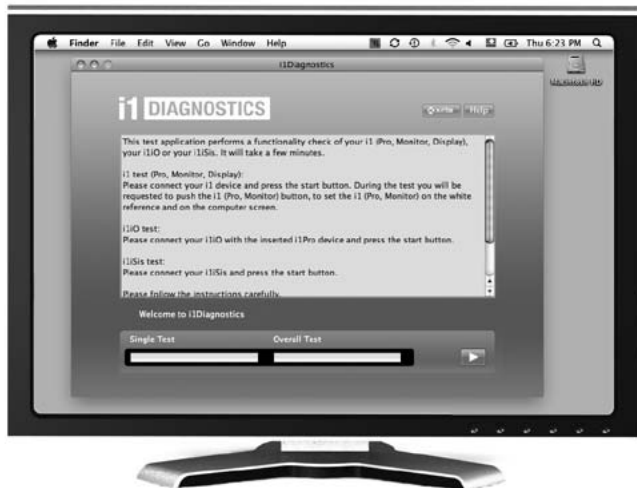 Finder File Edit View Go Window Help Thu 6:23 PM
i1Diagnostics
Macintosh HD
i1 DIAGNOSTICS
Help
This test application performs a functionality check of your i1 (Pro, Monitor, Display),
your i1iO or your i1iSis. It will take a few minutes.
i1 test (Pro, Monitor, Display):
Please connect your i1 device and press the start button. During the test you will be
requested to push the i1 (Pro, Monitor) button, to set the i1 (Pro, Monitor) on the white
reference and on the computer screen.
i1iO test:
Please connect your i1iO with the inserted i1Pro device and press the start button.
i1iSis test:
Please connect your i1iSis and press the start button.
Please follow the instructions carefully.
Welcome to i1Diagnostics
Single Test Overall Test